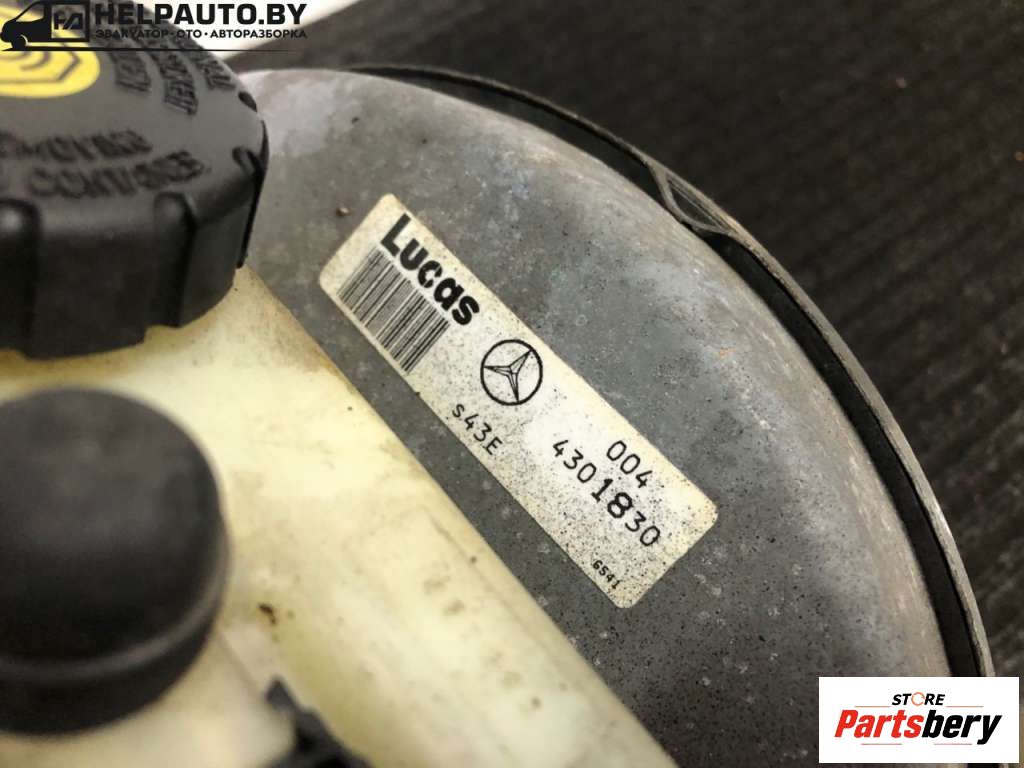 HELPAUTO.BY
ЭВАКУАТОР • СТО • АВТОРАЗБОРКА
Lucas
S43E
004
4301830
6541
STORE
Partsbery